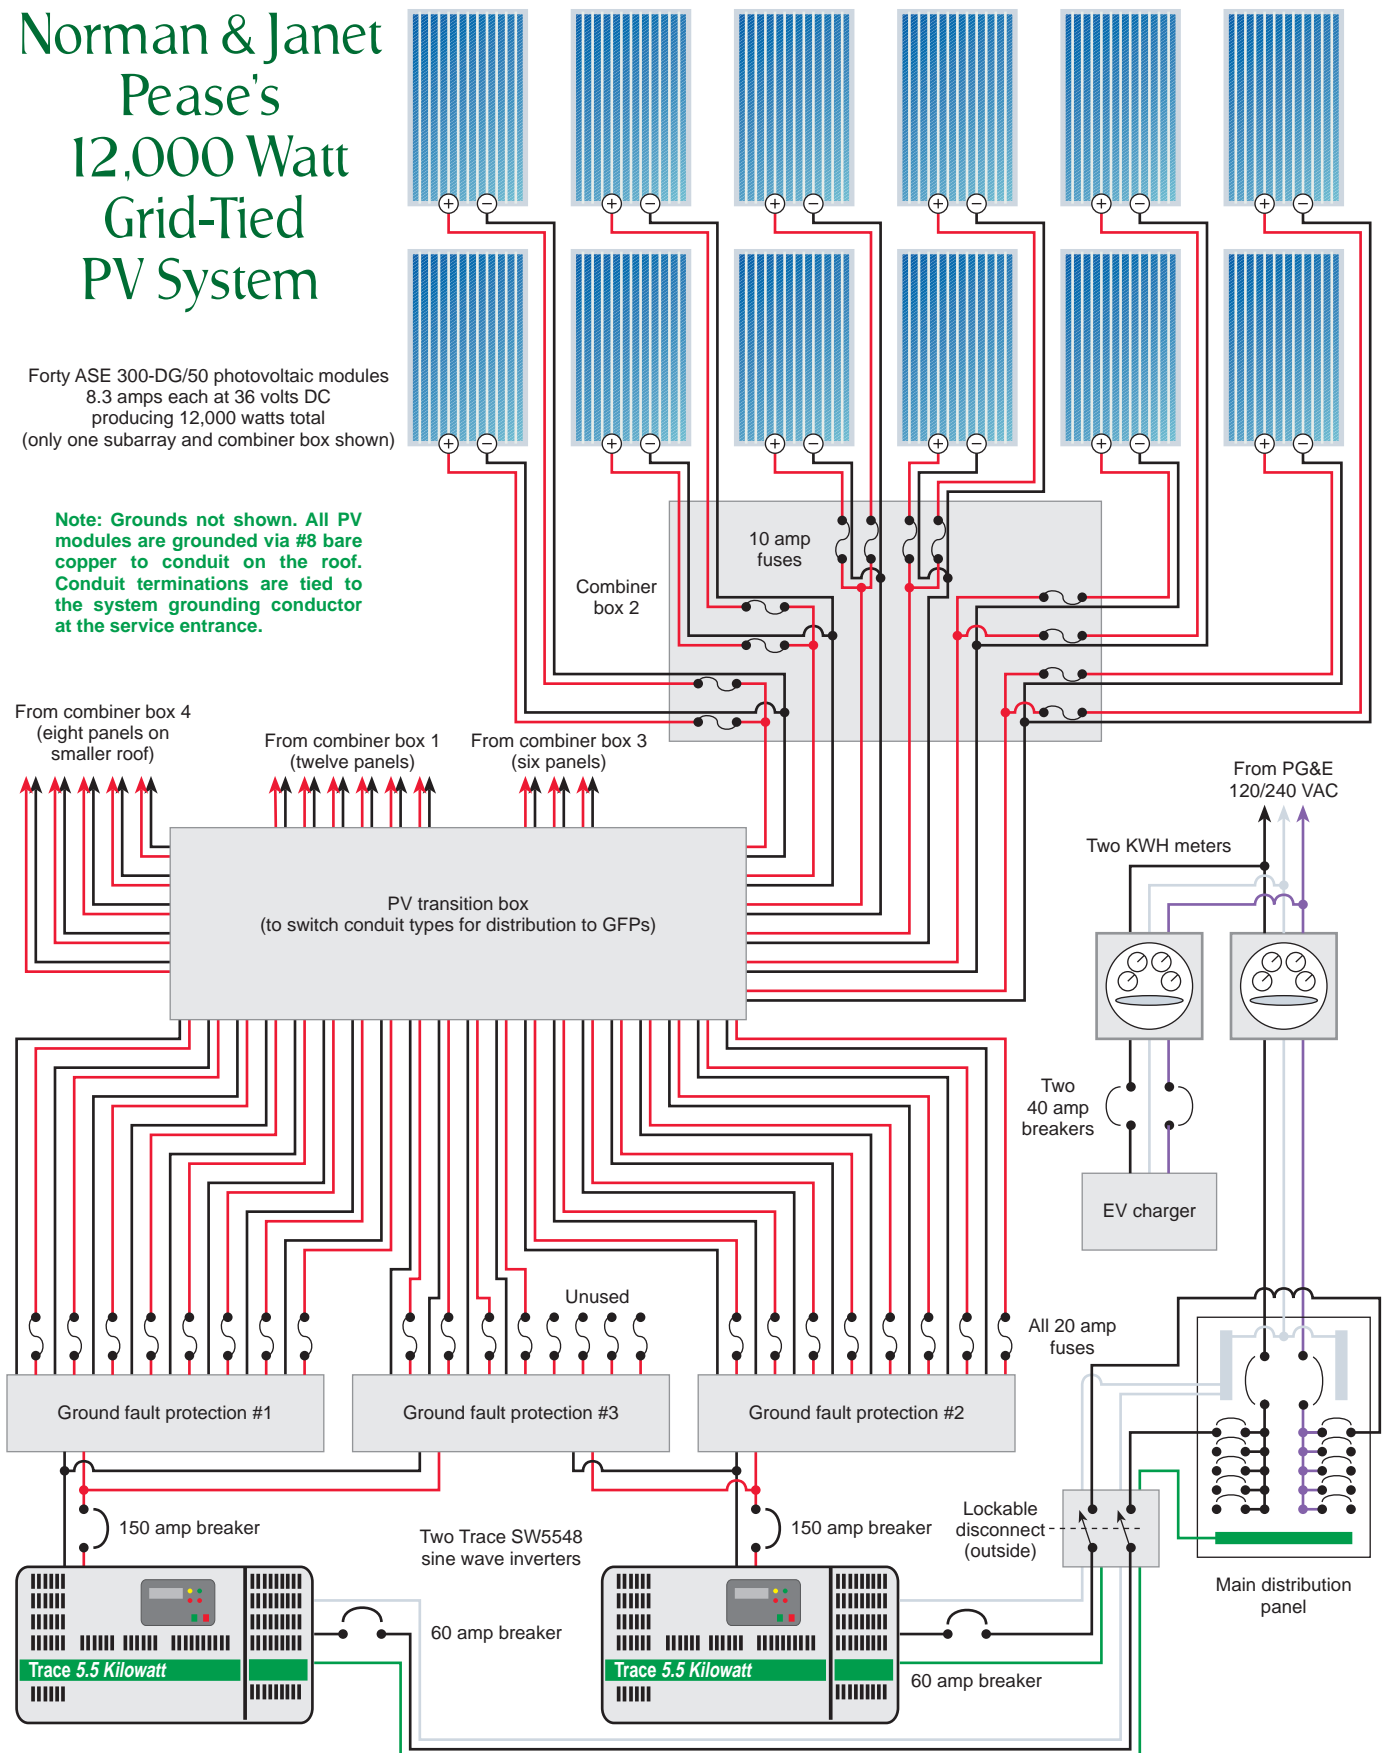 Norman & Janet
Pease's
12,000 Watt
Grid-Tied
PV System
Forty ASE 300-DG/50 photovoltaic modules
8.3 amps each at 36 volts DC
producing 12,000 watts total
(only one subarray and combiner box shown)
Note: Grounds not shown. All PV
modules are grounded via #8 bare
copper to conduit on the roof.
Conduit terminations are tied to
the system grounding conductor
at the service entrance.
10 amp
fuses
Combiner
box 2
From combiner box 4
(eight panels on
smaller roof)
From combiner box 1
(twelve panels)
From combiner box 3
(six panels)
From PG&E
120/240 VAC
Two KWH meters
PV transition box
(to switch conduit types for distribution to GFPs)
Two
40 amp
breakers
EV charger
Unused
All 20 amp
fuses
Ground fault protection #1
Ground fault protection #3
Ground fault protection #2
150 amp breaker
Two Trace SW5548
sine wave inverters
150 amp breaker
Lockable
disconnect
(outside)
Main distribution
panel
60 amp breaker
60 amp breaker
Trace 5.5 Kilowatt
Trace 5.5 Kilowatt